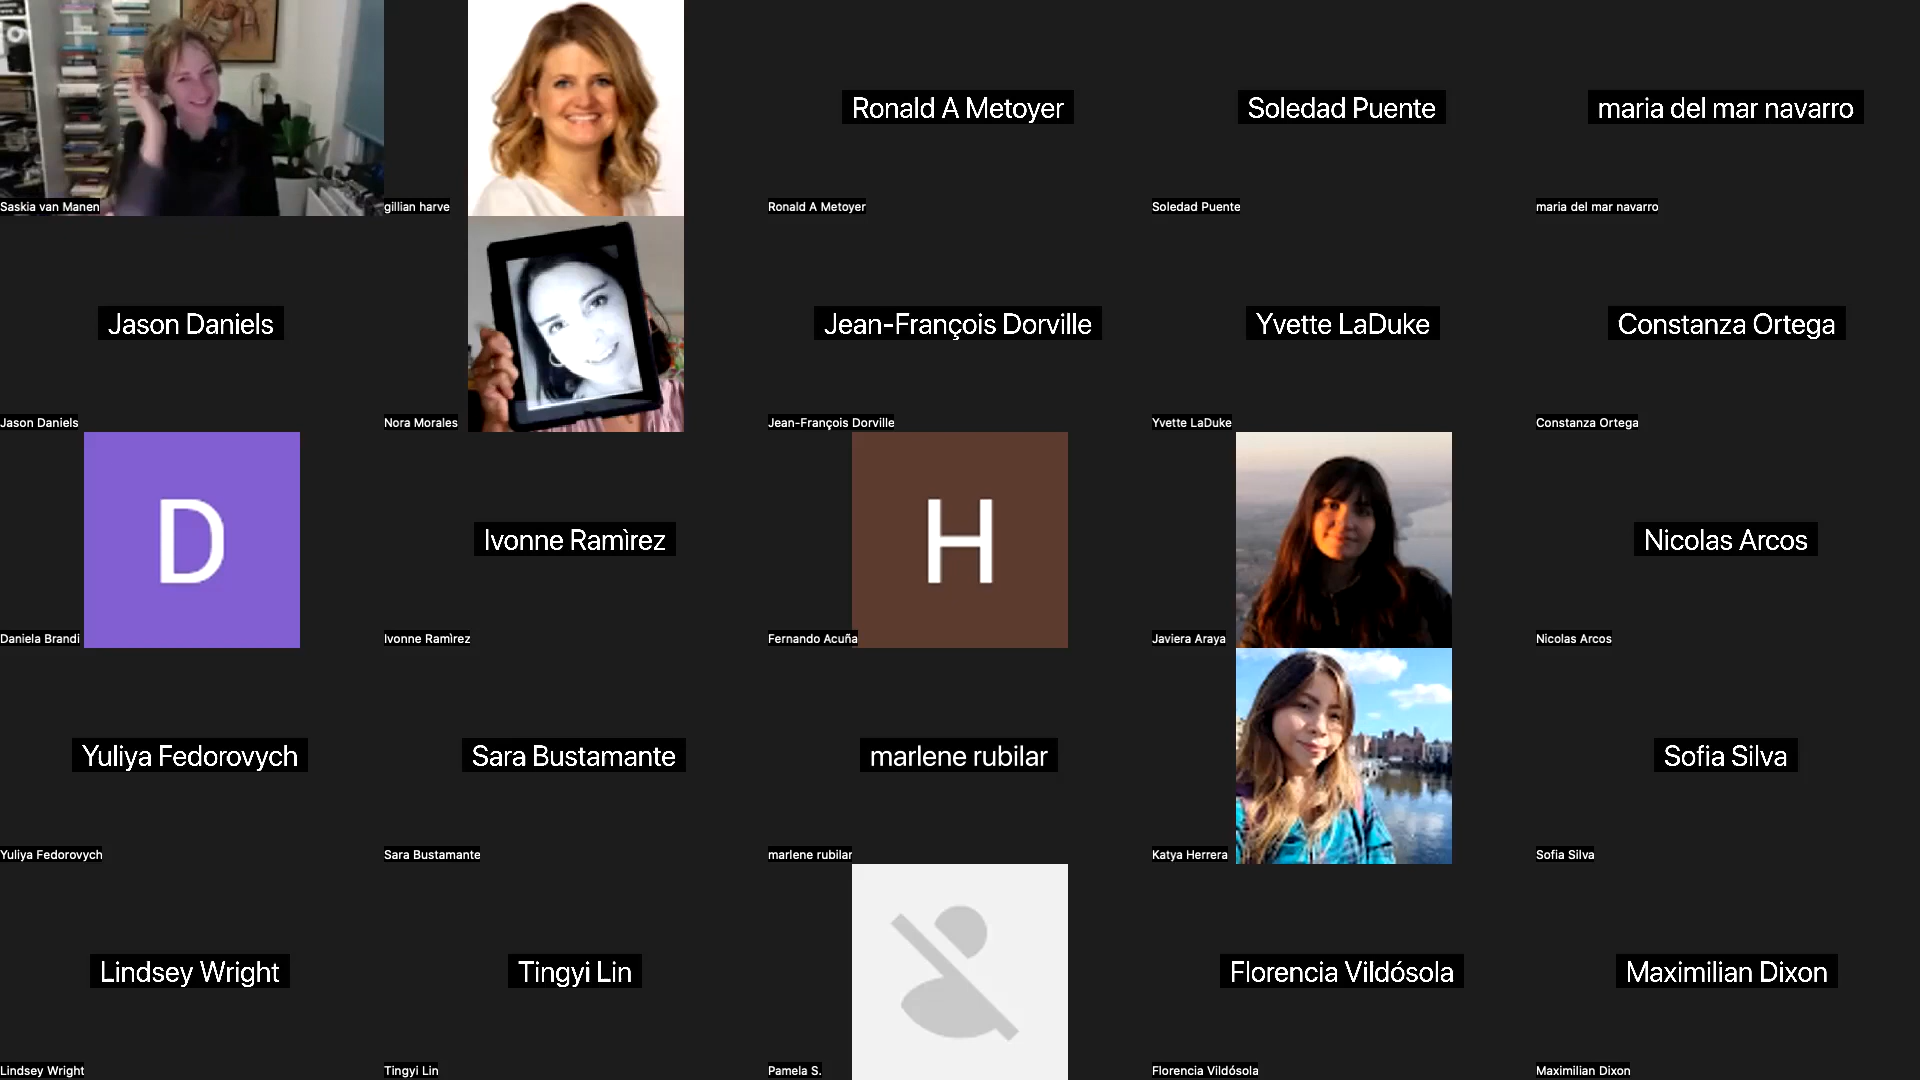 Saskia van Manen
gillian harve
Ronald A Metoyer
Ronald A Metoyer
Soledad Puente
Soledad Puente
maria del mar navarro
maria del mar navarro
Jason Daniels
Jason Daniels
Nora Morales
Jean-François Dorville
Jean-François Dorville
Yvette LaDuke
Yvette LaDuke
Constanza Ortega
Constanza Ortega
D
Daniela Brandi
Ivonne Ramìrez
Ivonne Ramìrez
H
Fernando Acuña
Javiera Araya
Nicolas Arcos
Nicolas Arcos
Yuliya Fedorovych
Yuliya Fedorovych
Sara Bustamante
Sara Bustamante
marlene rubilar
marlene rubilar
Katya Herrera
Sofia Silva
Sofia Silva
Lindsey Wright
Lindsey Wright
Tingyi Lin
Tingyi Lin
Pamela S.
Florencia Vildósola
Florencia Vildósola
Maximilian Dixon
Maximilian Dixon